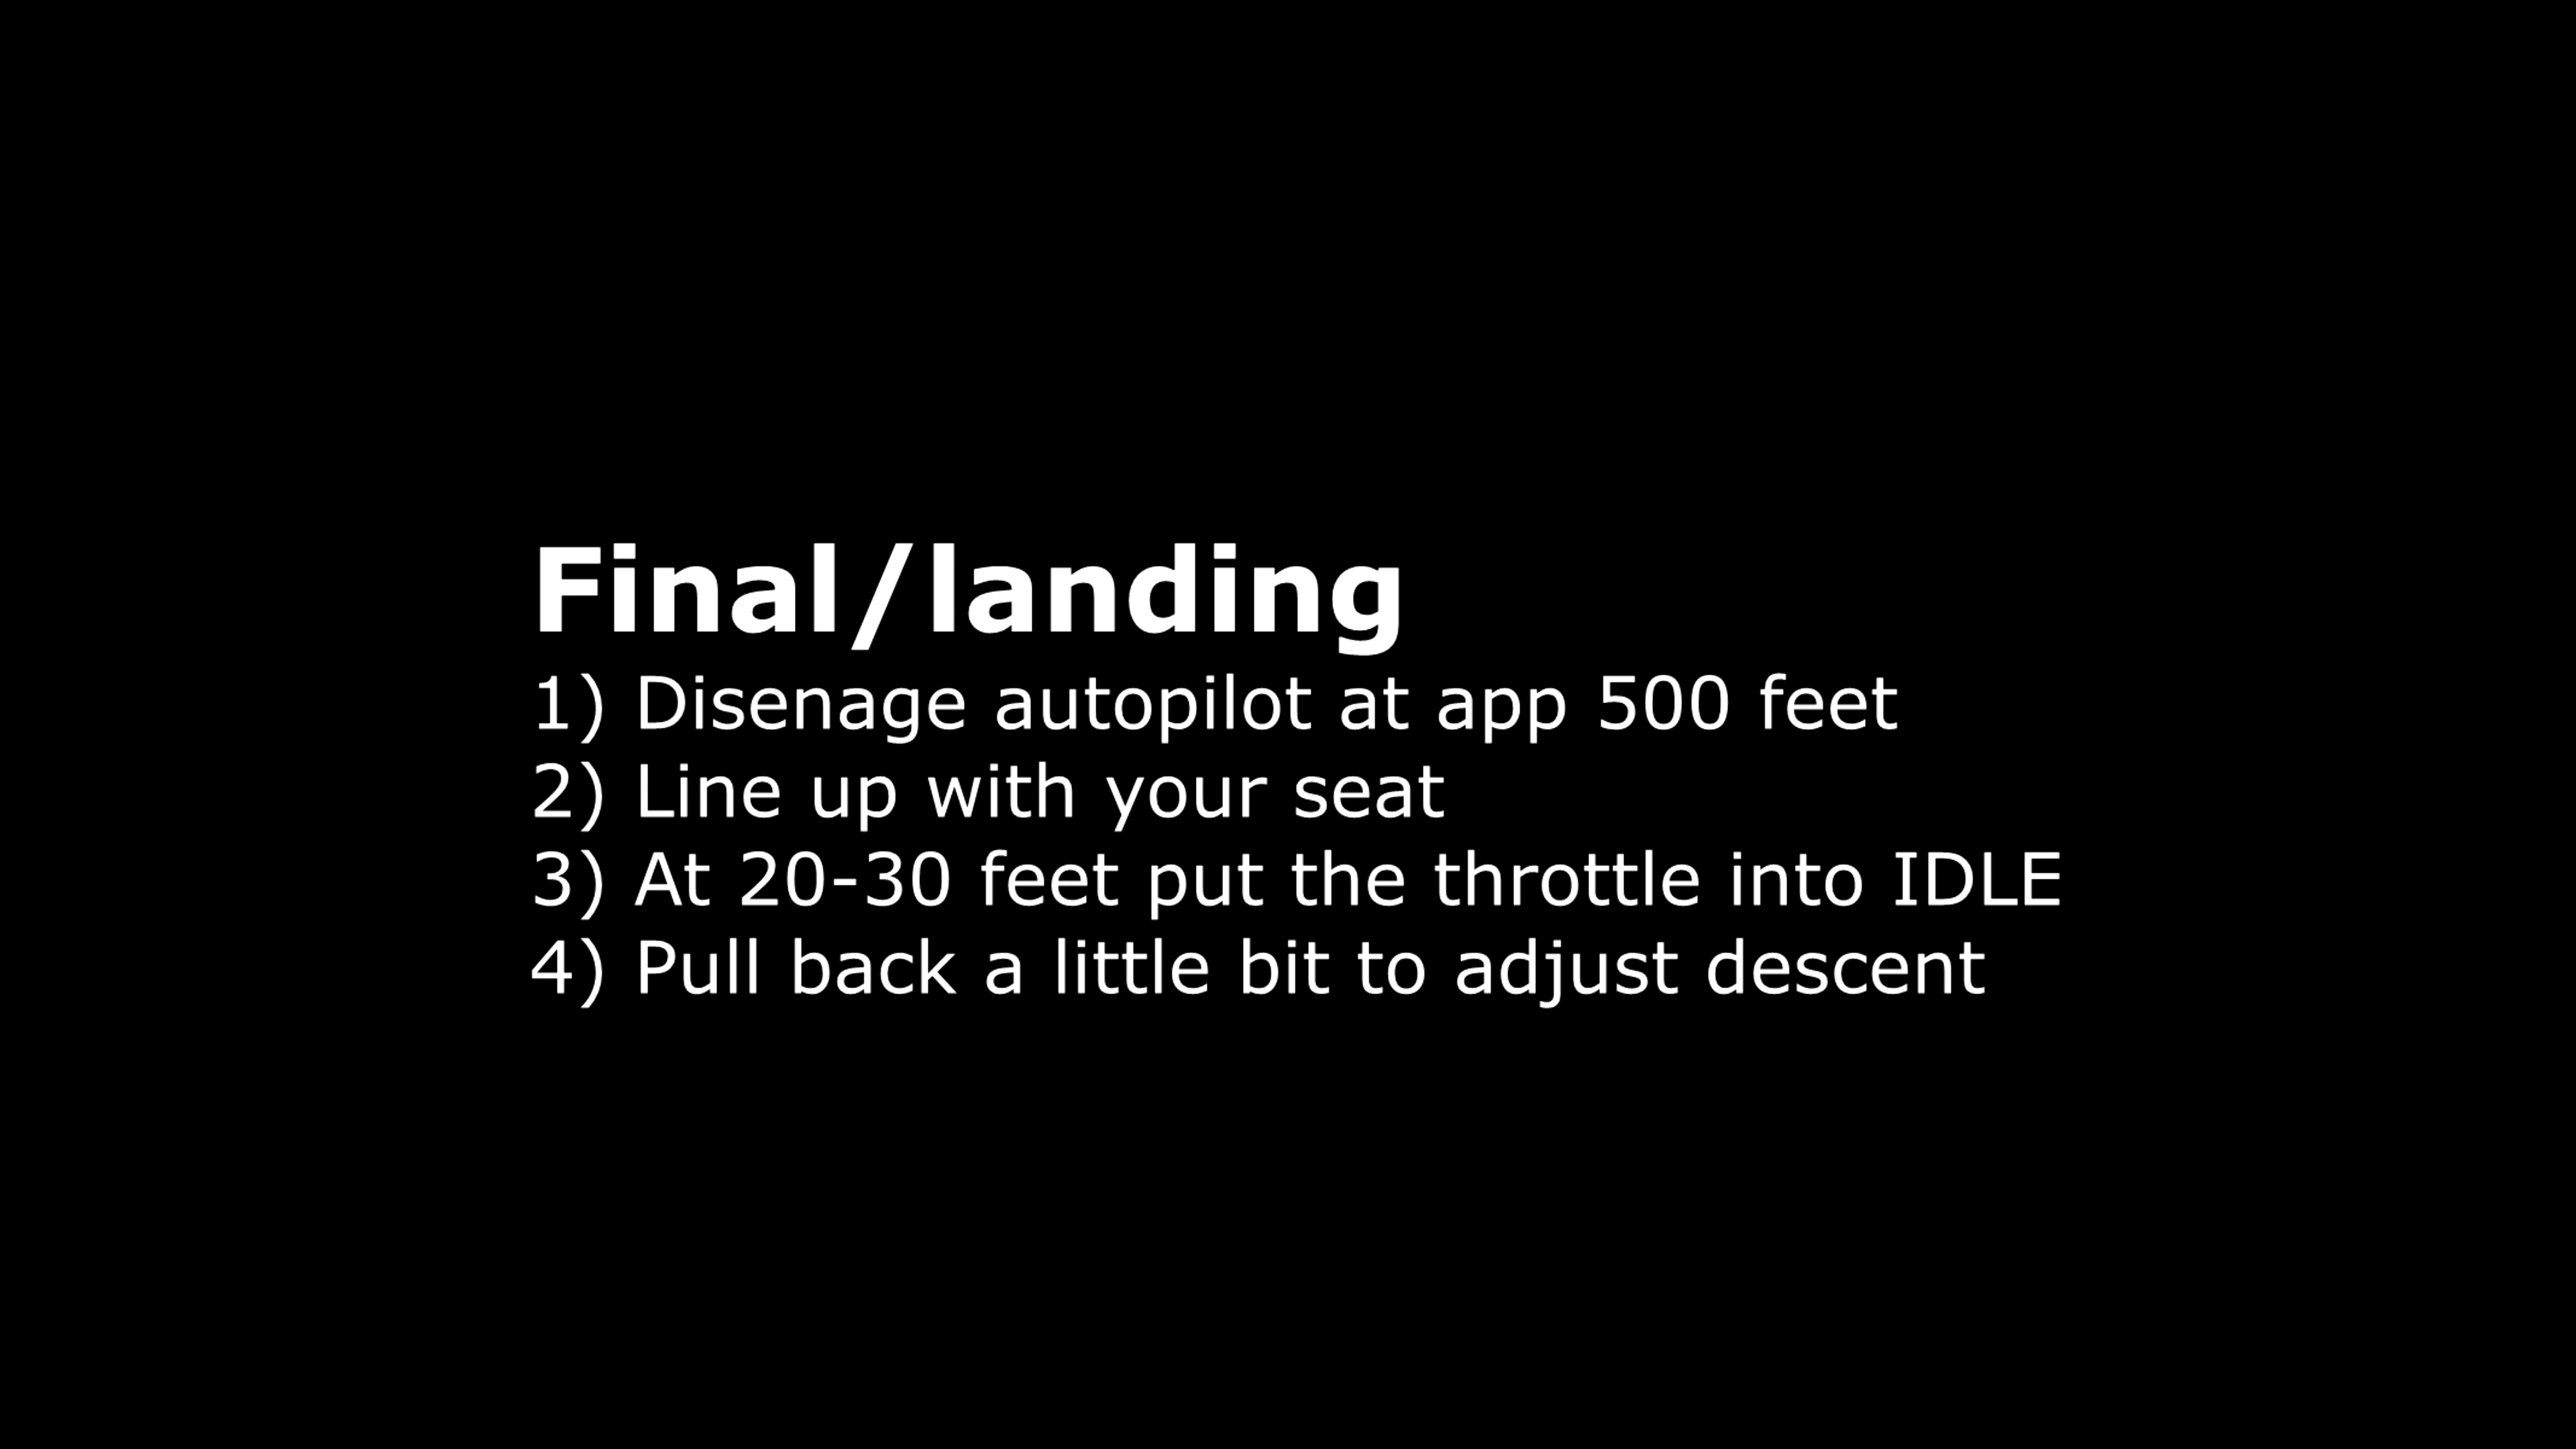 Final/landing
1) Disenage autopilot at app 500 feet
2) Line up with your seat
3) At 20-30 feet put the throttle into IDLE
4) Pull back a little bit to adjust descent